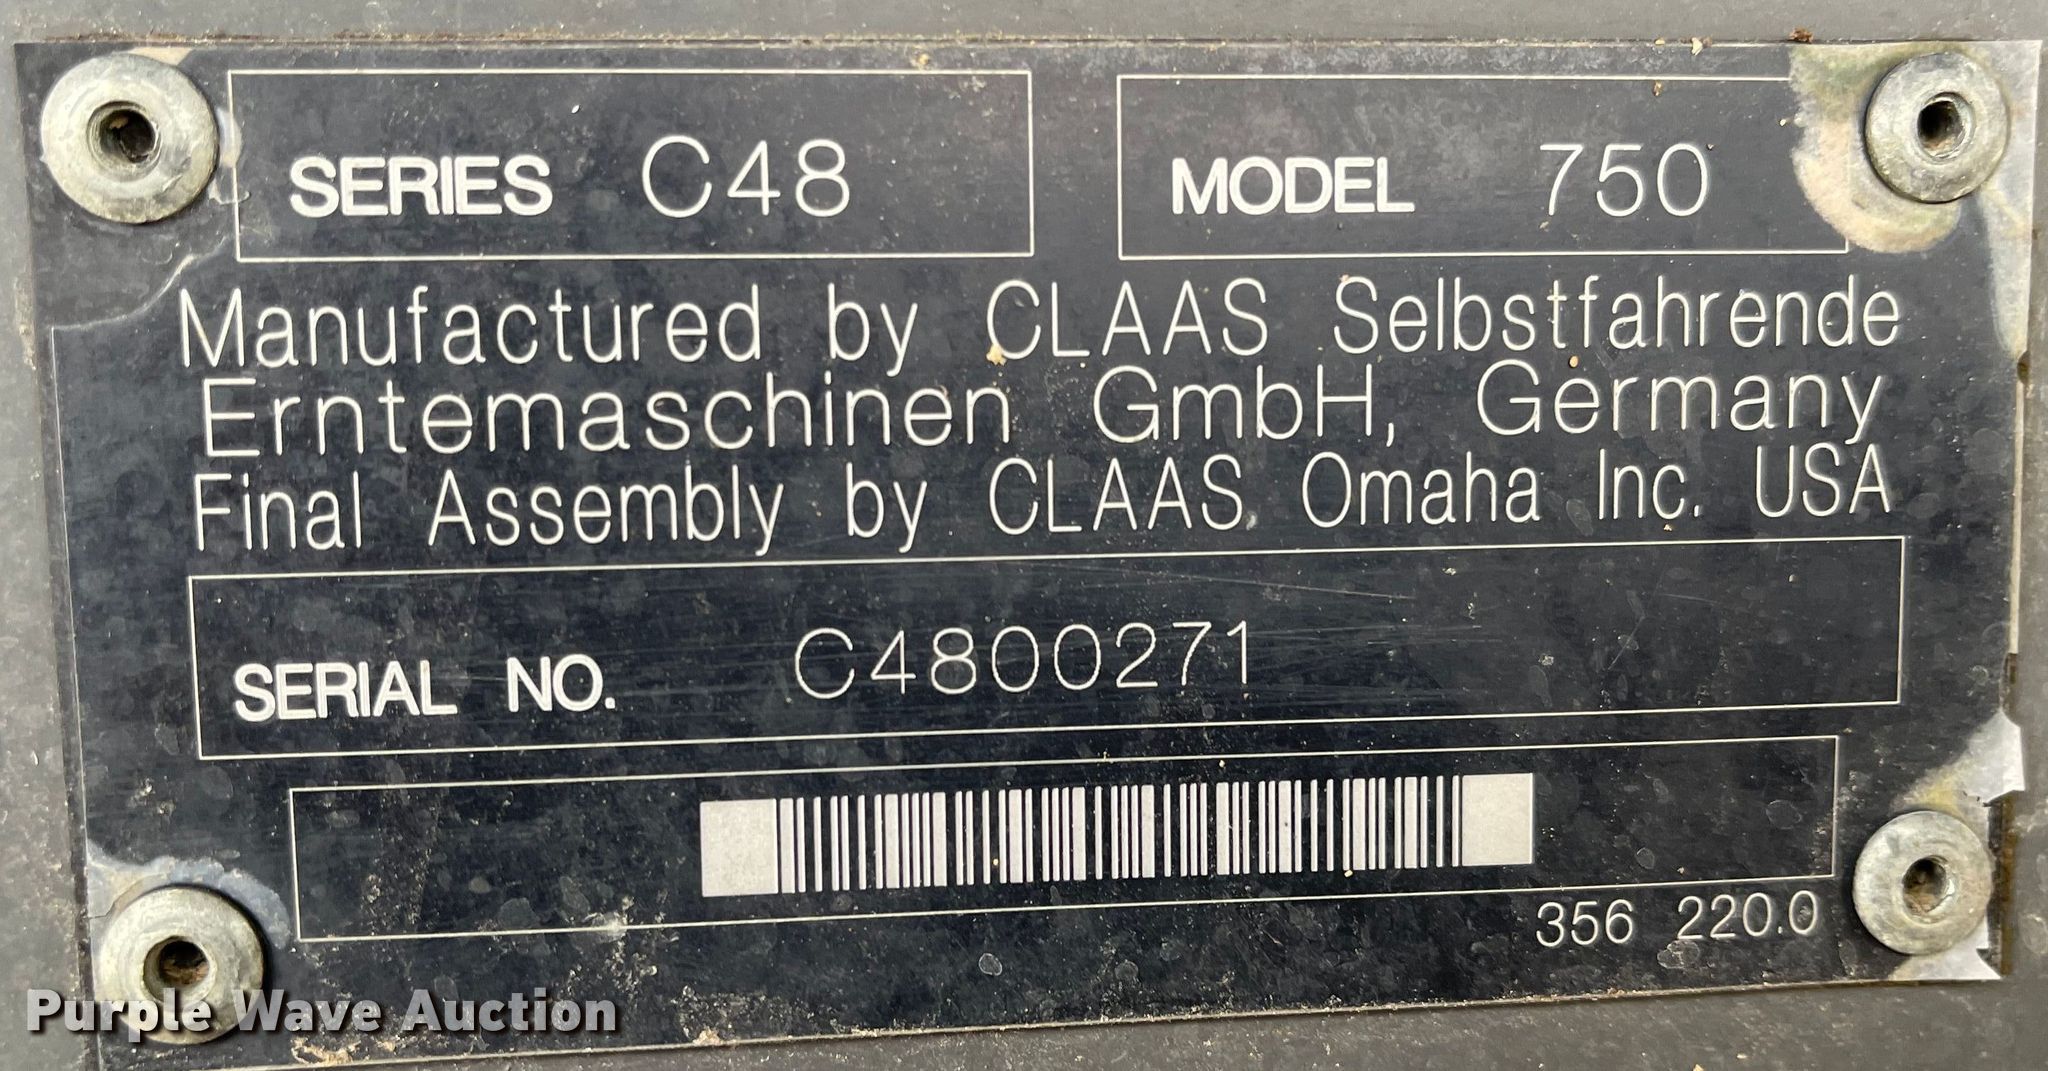 SERIES C48 MODEL 750
Manufactured by CLAAS Selbstfahrende
Erntemaschinen GmbH, Germany
Final Assembly by CLAAS Omaha Inc. USA
SERIAL NO. C4800271
356 220.0
Purple Wave Auction